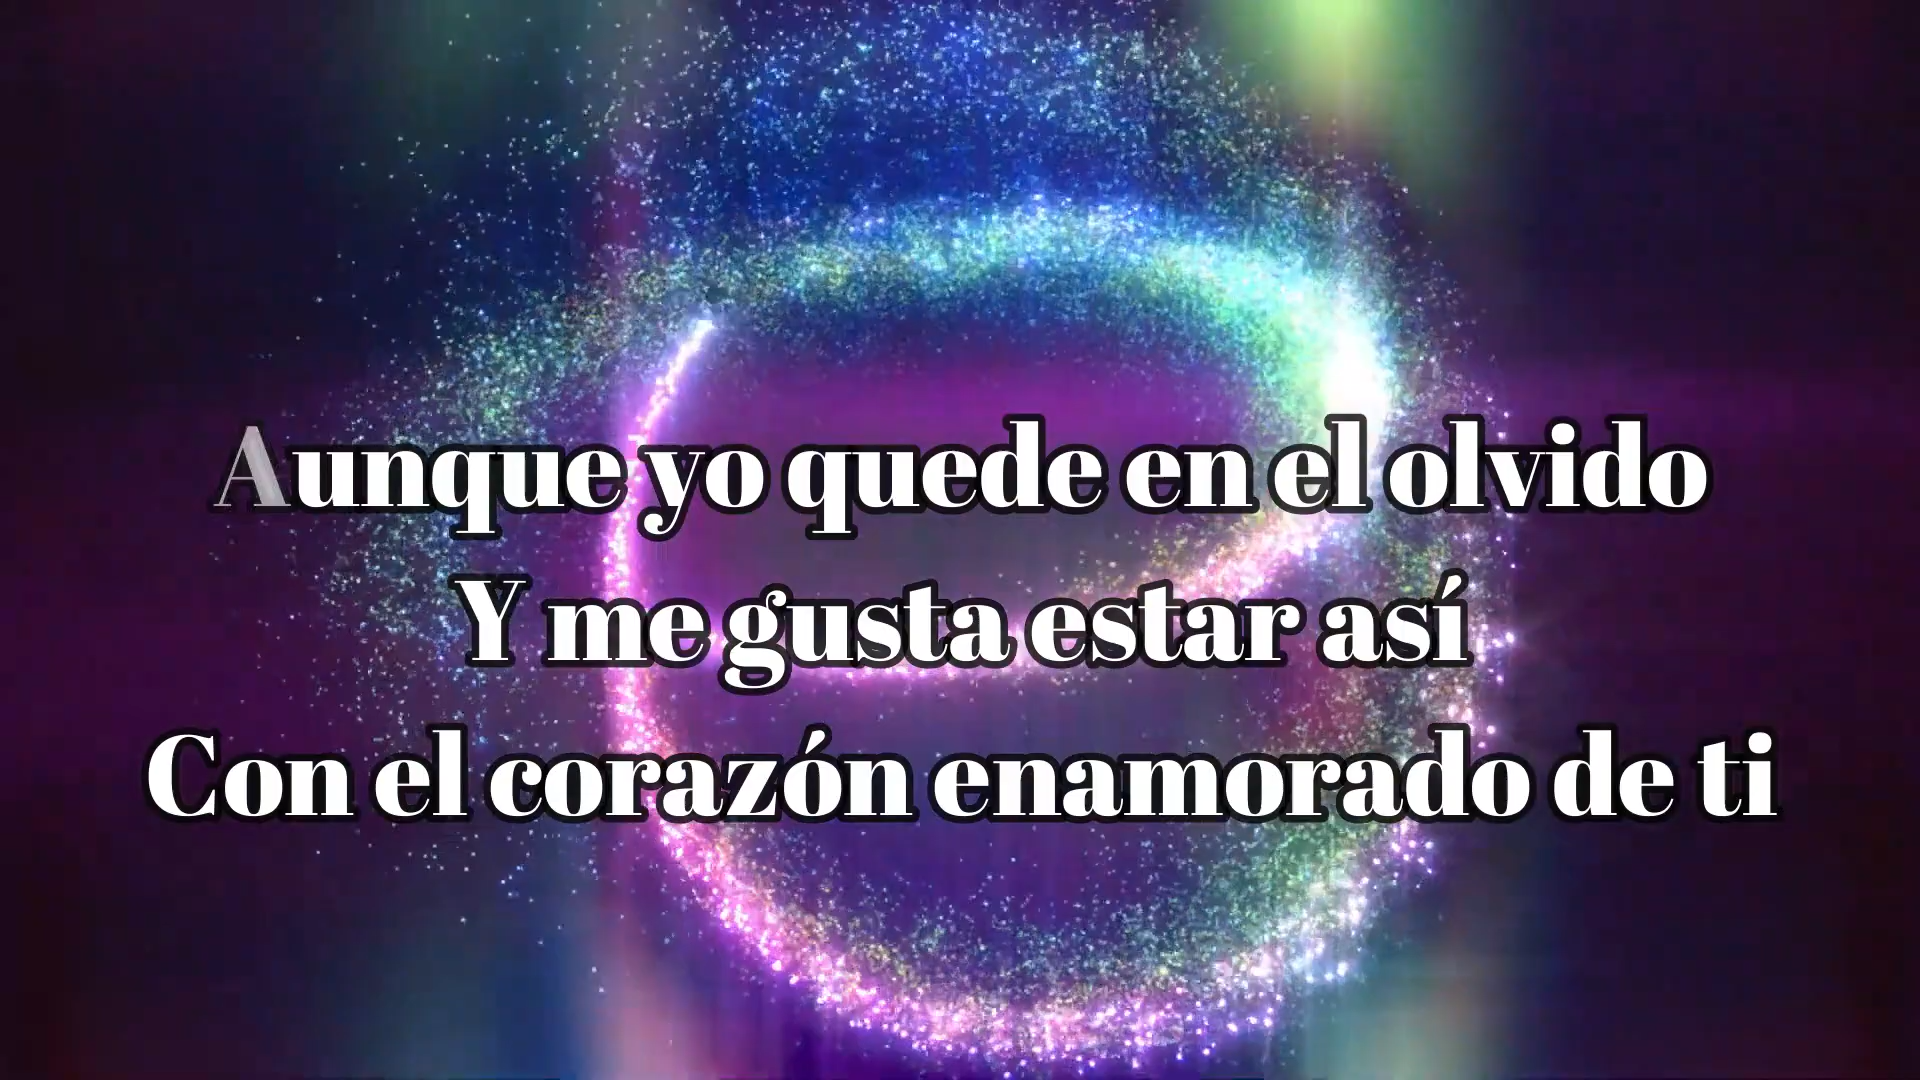 Aunque yo quede en el olvido
Y me gusta estar así
Con el corazón enamorado de ti